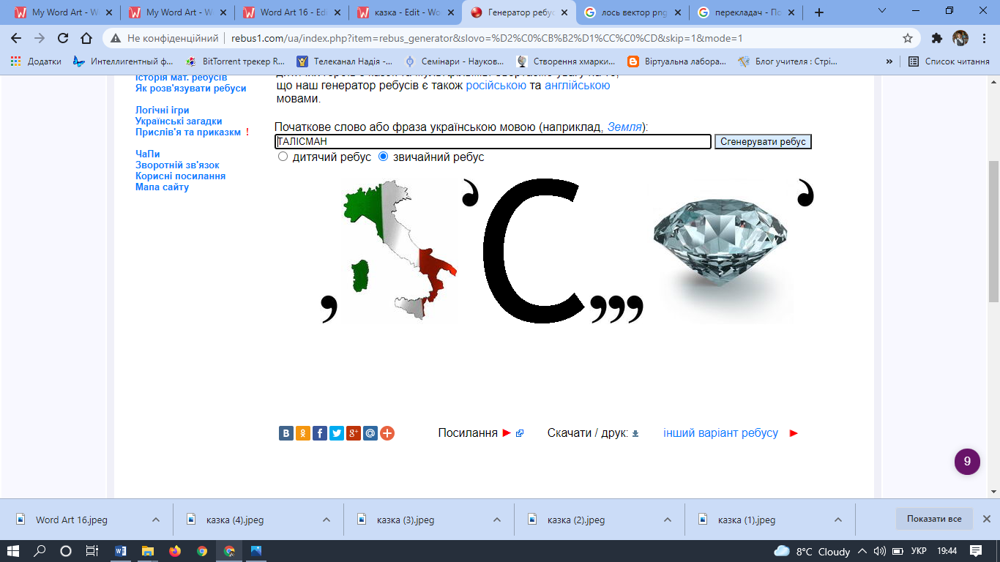 My Word Art - W
My Word Art - W
Word Art 16 - Edi
казка - Edit - Wo
Генератор ребус
лось вектор png
перекладач - По
Не конфіденційний
rebus1.com/ua/index.php?item=rebus_generator&slovo=%D2%C0%CB%B2%D1%CC%C0%CD&skip=1&mode=1
Додатки
Интеллигентный ф...
BitTorrent трекер R...
Телеканал Надія -...
Семінари - Науков...
Створення хмарки...
Віртуальна лабора...
Блог учителя : Стрі...
»
Список читання
Історія мат. ребусів
Як розв'язувати ребуси
Логічні ігри
Українські загадки
Прислів'я та приказкм !
ЧаПи
Зворотній зв'язок
Корисні посилання
Мапа сайту
що наш генератор ребусів є також російською та англійською
мовами.
Початкове слово або фраза українською мовою (наприклад, Земля):
ТАЛІСМАН
Сгенерувати ребус
дитячий ребус
звичайний ребус
, ’ С ,,, ’
Посилання
Скачати / друк:
інший варіант ребусу
9
Word Art 16.jpeg
казка (4).jpeg
казка (3).jpeg
казка (2).jpeg
казка (1).jpeg
Показати все
8°C Cloudy
УКР
19:44